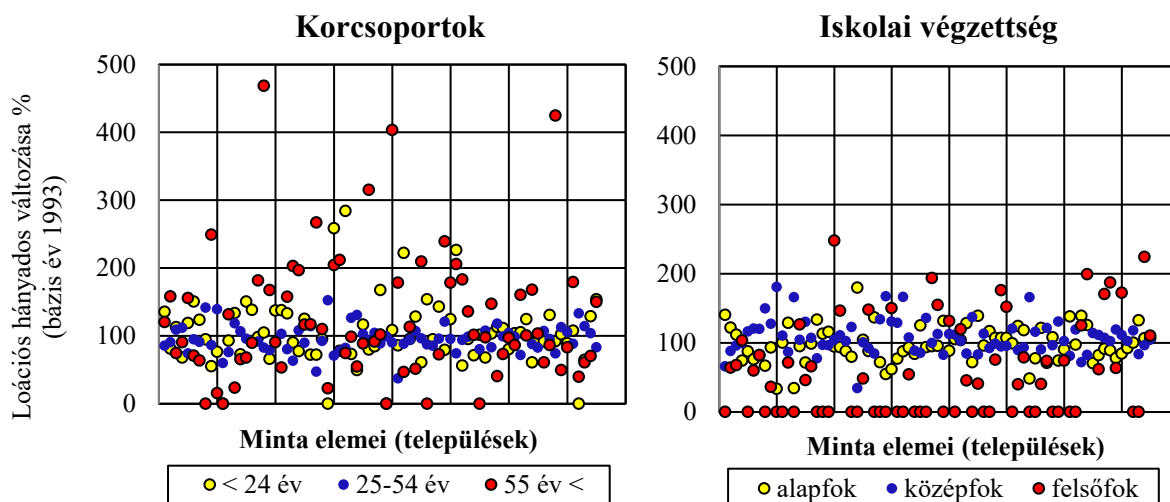 Korcsoportok
Iskolai végzettség
Loációs hányados változása %
(bázis év 1993)
500
400
300
200
100
0
500
400
300
200
100
0
Minta elemei (települések)
Minta elemei (települések)
< 24 év
25-54 év
55 év <
alapfok
középfok
felsőfok